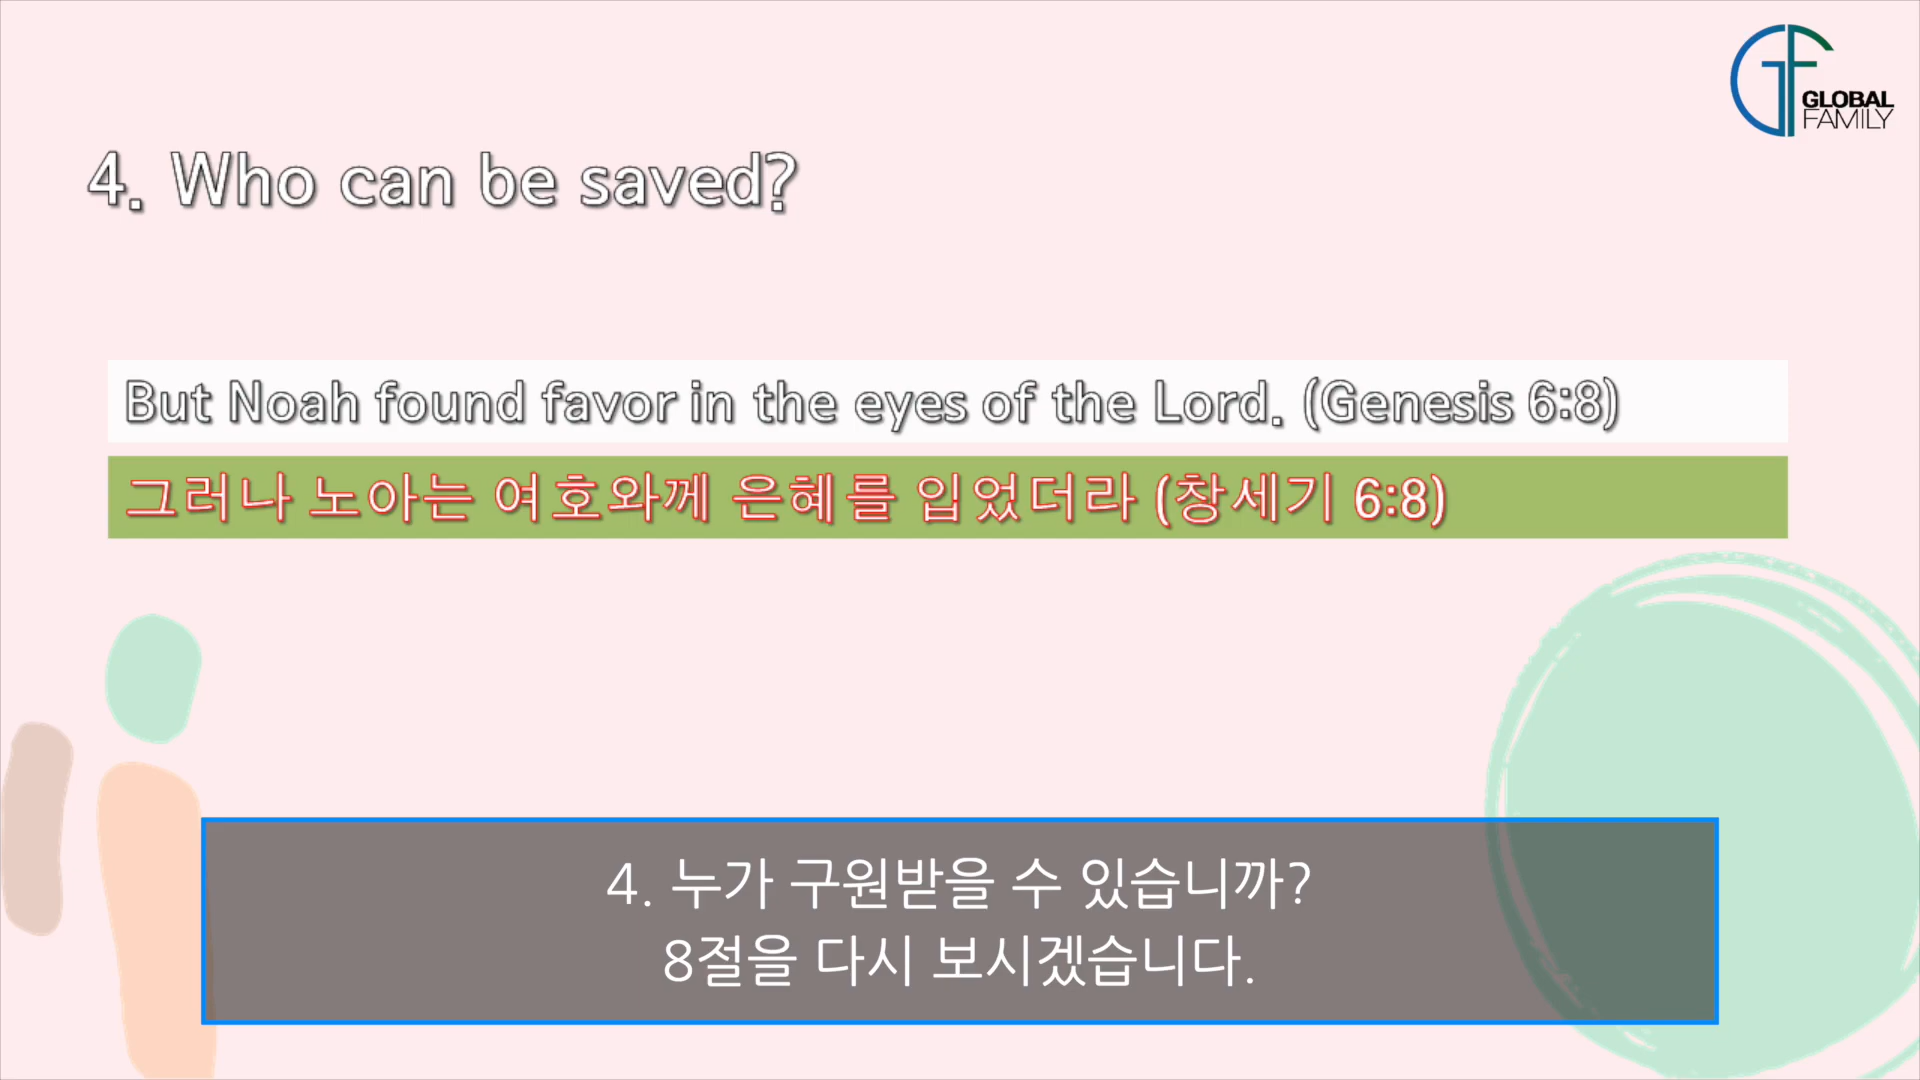 GLOBAL
FAMILY
4. Who can be saved?
But Noah found favor in the eyes of the Lord. (Genesis 6:8)
그러나 노아는 여호와께 은혜를 입었더라 (창세기 6:8)
4. 누가 구원받을 수 있습니까?
8절을 다시 보시겠습니다.